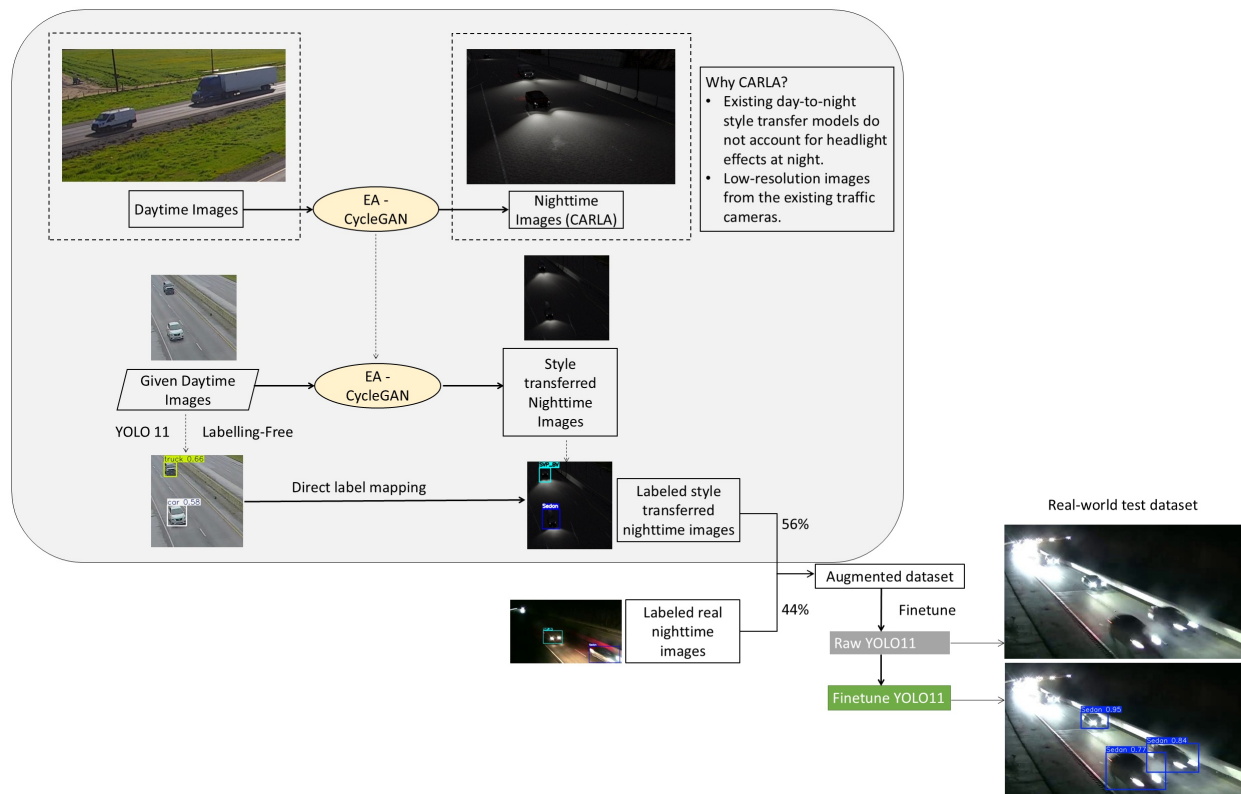 Why CARLA?
• Existing day-to-night
style transfer models do
not account for headlight
effects at night.
• Low-resolution images
from the existing traffic
cameras.
Daytime Images
EA -
CycleGAN
Nighttime
Images (CARLA)
Given Daytime
Images
EA -
CycleGAN
Style
transferred
Nighttime
Images
YOLO 11
Labelling-Free
truck 0.66
car 0.58
Direct label mapping
Sedan
Labeled style
transferred
nighttime images
56%
Real-world test dataset
Augmented dataset
44%
Labeled real
nighttime
images
Finetune
Raw YOLO11
Finetune YOLO11
Sedan 0.95
Sedan 0.84
Sedan 0.77